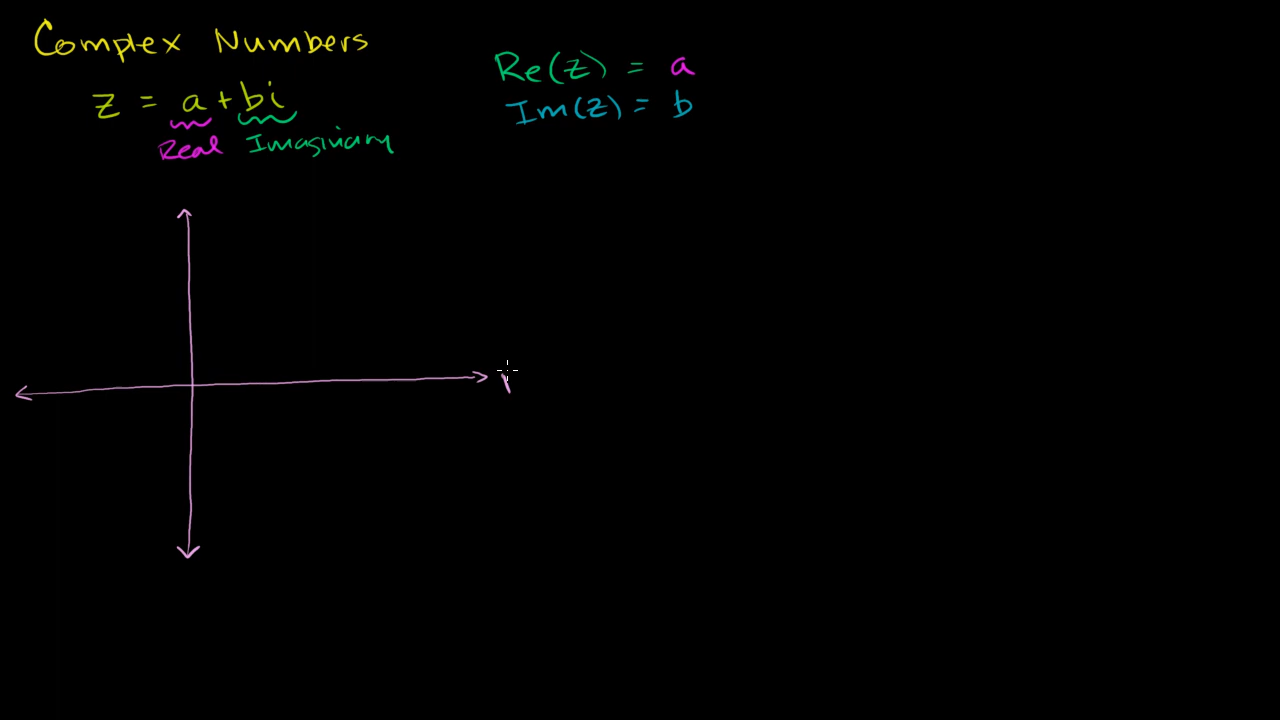 Complex Numbers
z = a + bi
Real Imaginary
Re(z) = a
Im(z) = b